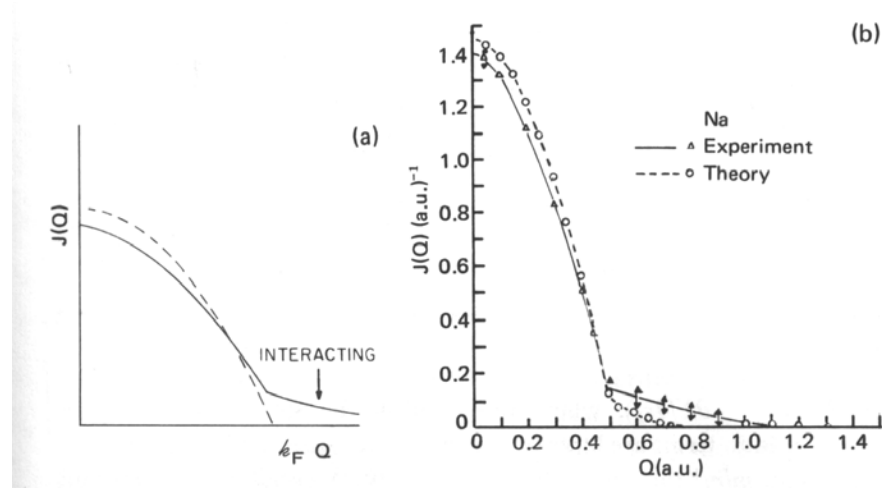 (a)
J(Q)
INTERACTING
k_F Q
(b)
Na
Experiment
Theory
J(Q) (a.u.)⁻¹
1.4
1.2
1.0
0.8
0.6
0.4
0.2
0
0 0.2 0.4 0.6 0.8 1.0 1.2 1.4
Q(a.u.)